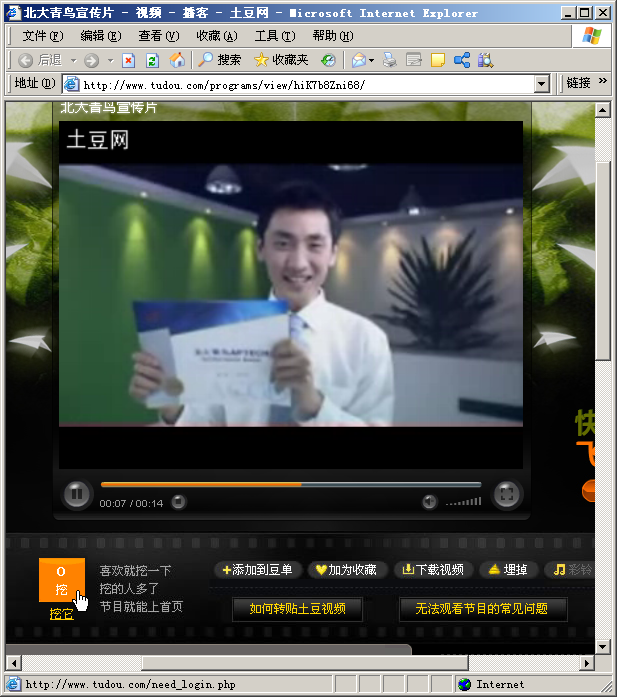 北大青鸟宣传片 - 视频 - 播客 - 土豆网 - Microsoft Internet Explorer
文件(F) 编辑(E) 查看(V) 收藏(A) 工具(T) 帮助(H)
后退 搜索 收藏夹
地址(D) http://www.tudou.com/programs/view/hiK7b8Zni68/ 链接 »
北大青鸟宣传片
土豆网
00:07 / 00:14
快
飞
0
挖
挖它
喜欢就挖一下
挖的人多了
节目就能上首页
添加到豆单 加为收藏 下载视频 埋掉 彩铃
如何转贴土豆视频 无法观看节目的常见问题
http://www.tudou.com/need_login.php Internet